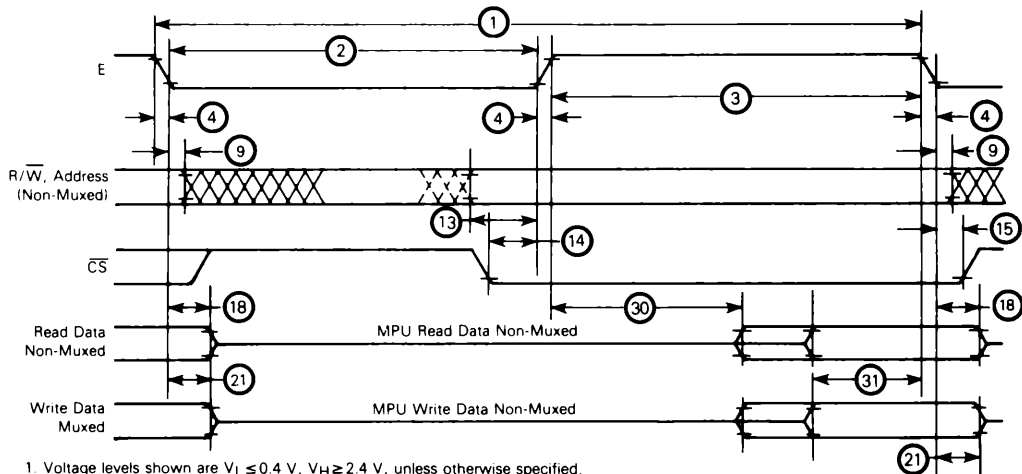 1
2
E
3
4
4
4
9
9
R/W, Address
(Non-Muxed)
13
14
15
CS
18
30
18
Read Data
Non-Muxed
MPU Read Data Non-Muxed
21
31
Write Data
Muxed
MPU Write Data Non-Muxed
21
1. Voltage levels shown are VL ≤0.4 V, VH≥2.4 V, unless otherwise specified.